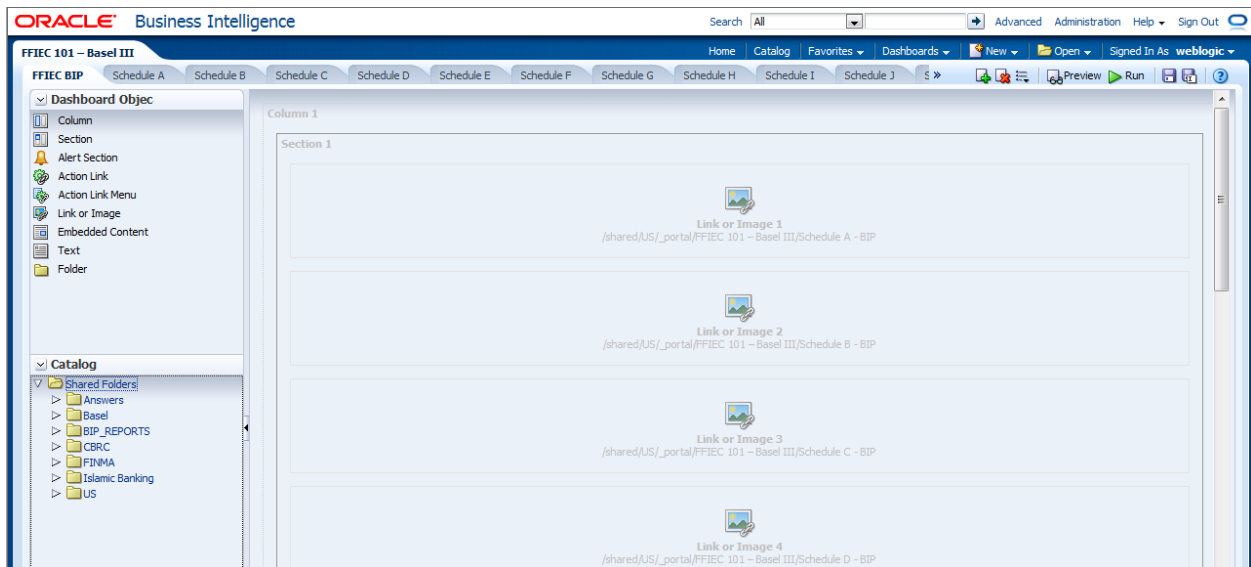 ORACLE Business Intelligence
Search All Advanced Administration Help Sign Out
FFIEC 101 – Basel III
Home Catalog Favorites Dashboards New Open Signed In As weblogic
FFIEC BIP Schedule A Schedule B Schedule C Schedule D Schedule E Schedule F Schedule G Schedule H Schedule I Schedule J S »
Preview Run
Dashboard Objec
Column
Section
Alert Section
Action Link
Action Link Menu
Link or Image
Embedded Content
Text
Folder
Catalog
Shared Folders
Answers
Basel
BIP_REPORTS
CBRC
FINMA
Islamic Banking
US
Column 1
Section 1
Link or Image 1
/shared/US/_portal/FFIEC 101 – Basel III/Schedule A - BIP
Link or Image 2
/shared/US/_portal/FFIEC 101 – Basel III/Schedule B - BIP
Link or Image 3
/shared/US/_portal/FFIEC 101 – Basel III/Schedule C - BIP
Link or Image 4
/shared/US/_portal/FFIEC 101 – Basel III/Schedule D - BIP